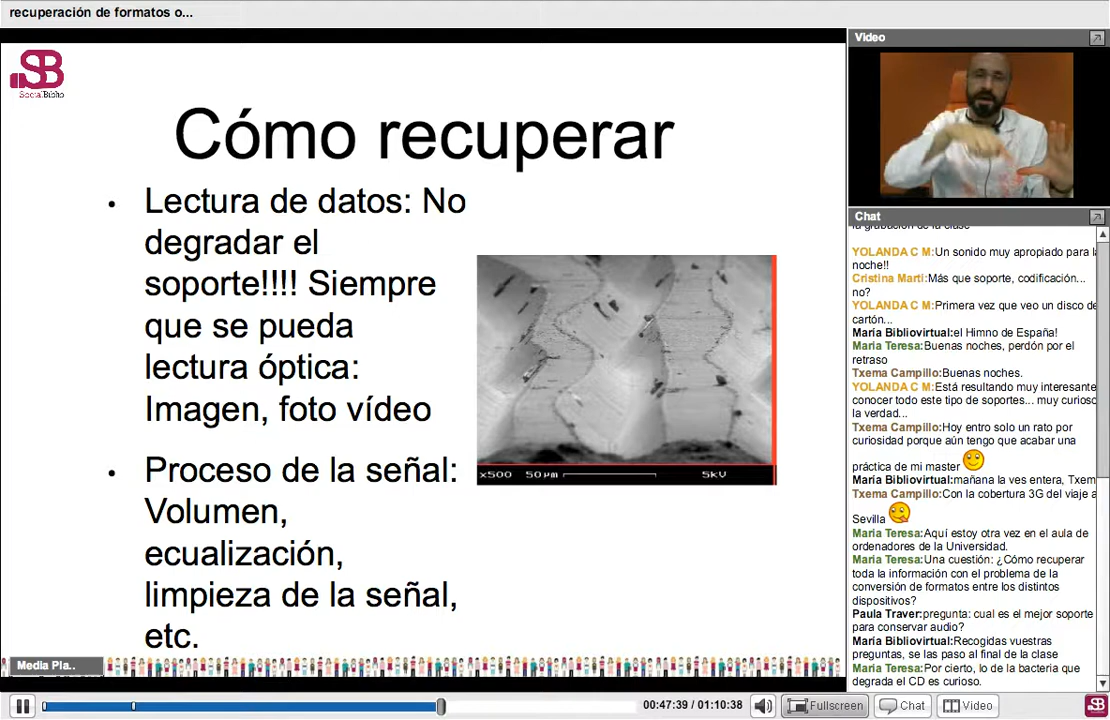 recuperación de formatos o...
SB
SocialBiblio
Cómo recuperar
• Lectura de datos: No
degradar el
soporte!!!! Siempre
que se pueda
lectura óptica:
Imagen, foto vídeo
• Proceso de la señal:
Volumen,
ecualización,
limpieza de la señal,
etc.
x500 50µm 5kV
Media Pla..
Video
Chat
la grabación de la clase
YOLANDA C M:Un sonido muy apropiado para la
noche!!
Cristina Marti:Más que soporte, codificación...
no?
YOLANDA C M:Primera vez que veo un disco de
cartón...
María Bibliovirtual:el Himno de España!
Maria Teresa:Buenas noches, perdón por el
retraso
Txema Campillo:Buenas noches.
YOLANDA C M:Está resultando muy interesante
conocer todo este tipo de soportes... muy curioso
la verdad...
Txema Campillo:Hoy entro solo un rato por
curiosidad porque aún tengo que acabar una
práctica de mi master
María Bibliovirtual:mañana la ves entera, Txem
Txema Campillo:Con la cobertura 3G del viaje a
Sevilla
Maria Teresa:Aquí estoy otra vez en el aula de
ordenadores de la Universidad.
Maria Teresa:Una cuestión: ¿Cómo recuperar
toda la información con el problema de la
conversión de formatos entre los distintos
dispositivos?
Paula Traver:pregunta: cual es el mejor soporte
para conservar audio?
María Bibliovirtual:Recogidas vuestras
preguntas, se las paso al final de la clase
Maria Teresa:Por cierto, lo de la bacteria que
degrada el CD es curioso.
00:47:39 / 01:10:38
Fullscreen
Chat
Video
SB